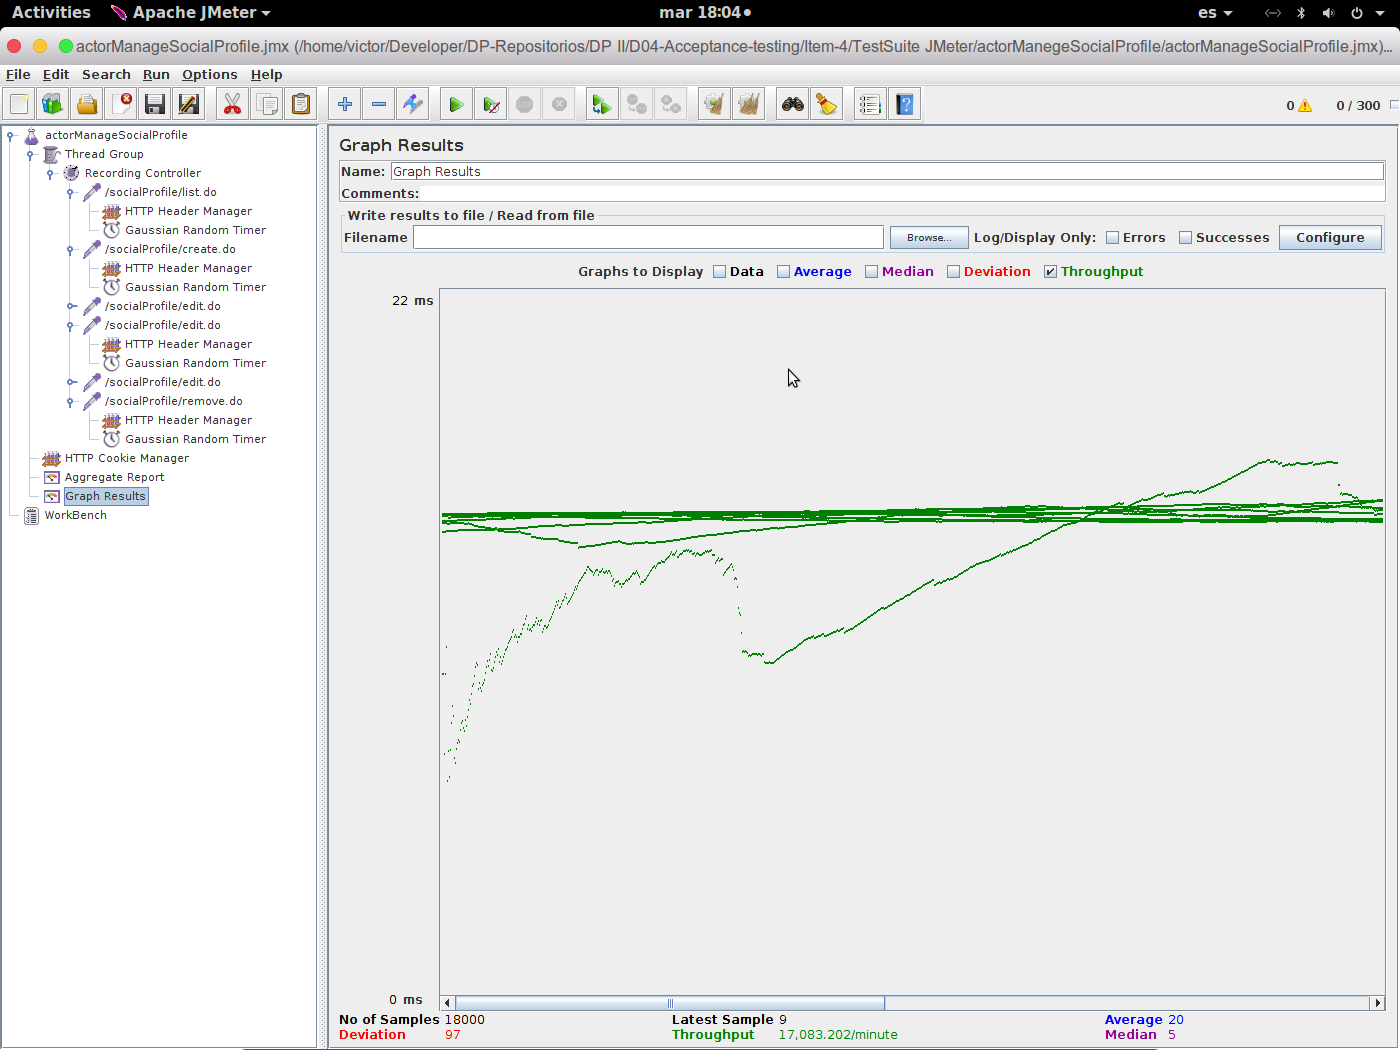 Activities Apache JMeter mar 18:04 es
actorManageSocialProfile.jmx (/home/victor/Developer/DP-Repositorios/DP II/D04-Acceptance-testing/Item-4/TestSuite JMeter/actorManegeSocialProfile/actorManageSocialProfile.jmx)...
File Edit Search Run Options Help
0 0 / 300
actorManageSocialProfile
Thread Group
Recording Controller
/socialProfile/list.do
HTTP Header Manager
Gaussian Random Timer
/socialProfile/create.do
HTTP Header Manager
Gaussian Random Timer
/socialProfile/edit.do
/socialProfile/edit.do
HTTP Header Manager
Gaussian Random Timer
/socialProfile/edit.do
/socialProfile/remove.do
HTTP Header Manager
Gaussian Random Timer
HTTP Cookie Manager
Aggregate Report
Graph Results
WorkBench
Graph Results
Name: Graph Results
Comments:
Write results to file / Read from file
Filename Browse... Log/Display Only: Errors Successes Configure
Graphs to Display Data Average Median Deviation Throughput
22 ms
0 ms
No of Samples 18000 Latest Sample 9 Average 20
Deviation 97 Throughput 17,083.202/minute Median 5